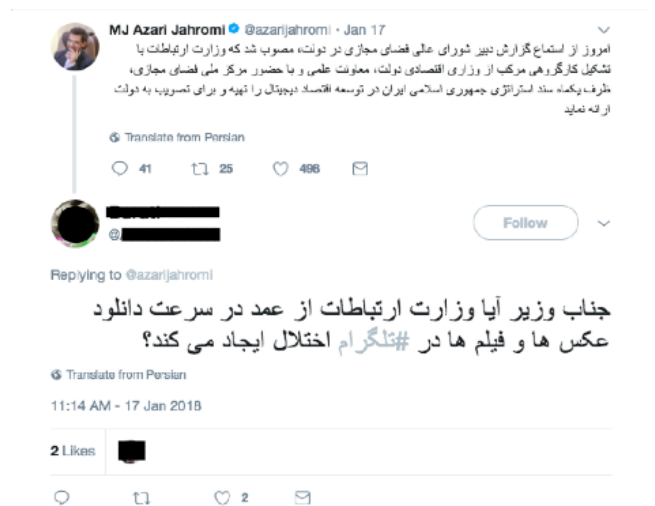 MJ Azari Jahromi @azarijahromi · Jan 17
امروز از استماع گزارش دبیر شورای عالی فضای مجازی در دولت، مصوب شد که وزارت ارتباطات با
تشکیل کارگروهی مرکب از وزرای اقتصادی دولت، معاونت علمی و با حضور مرکز ملی فضای مجازی،
ظرف یکماه سند استراتژی جمهوری اسلامی ایران در توسعه اقتصاد دیجیتال را تهیه و برای تصویب به دولت
ارائه نماید
Translate from Persian
41 25 498
@
Follow
Replying to @azarijahromi
جناب وزیر آیا وزارت ارتباطات از عمد در سرعت دانلود
عکس ها و فیلم ها در #تلگرام اختلال ایجاد می کند؟
Translate from Persian
11:14 AM - 17 Jan 2018
2 Likes
2